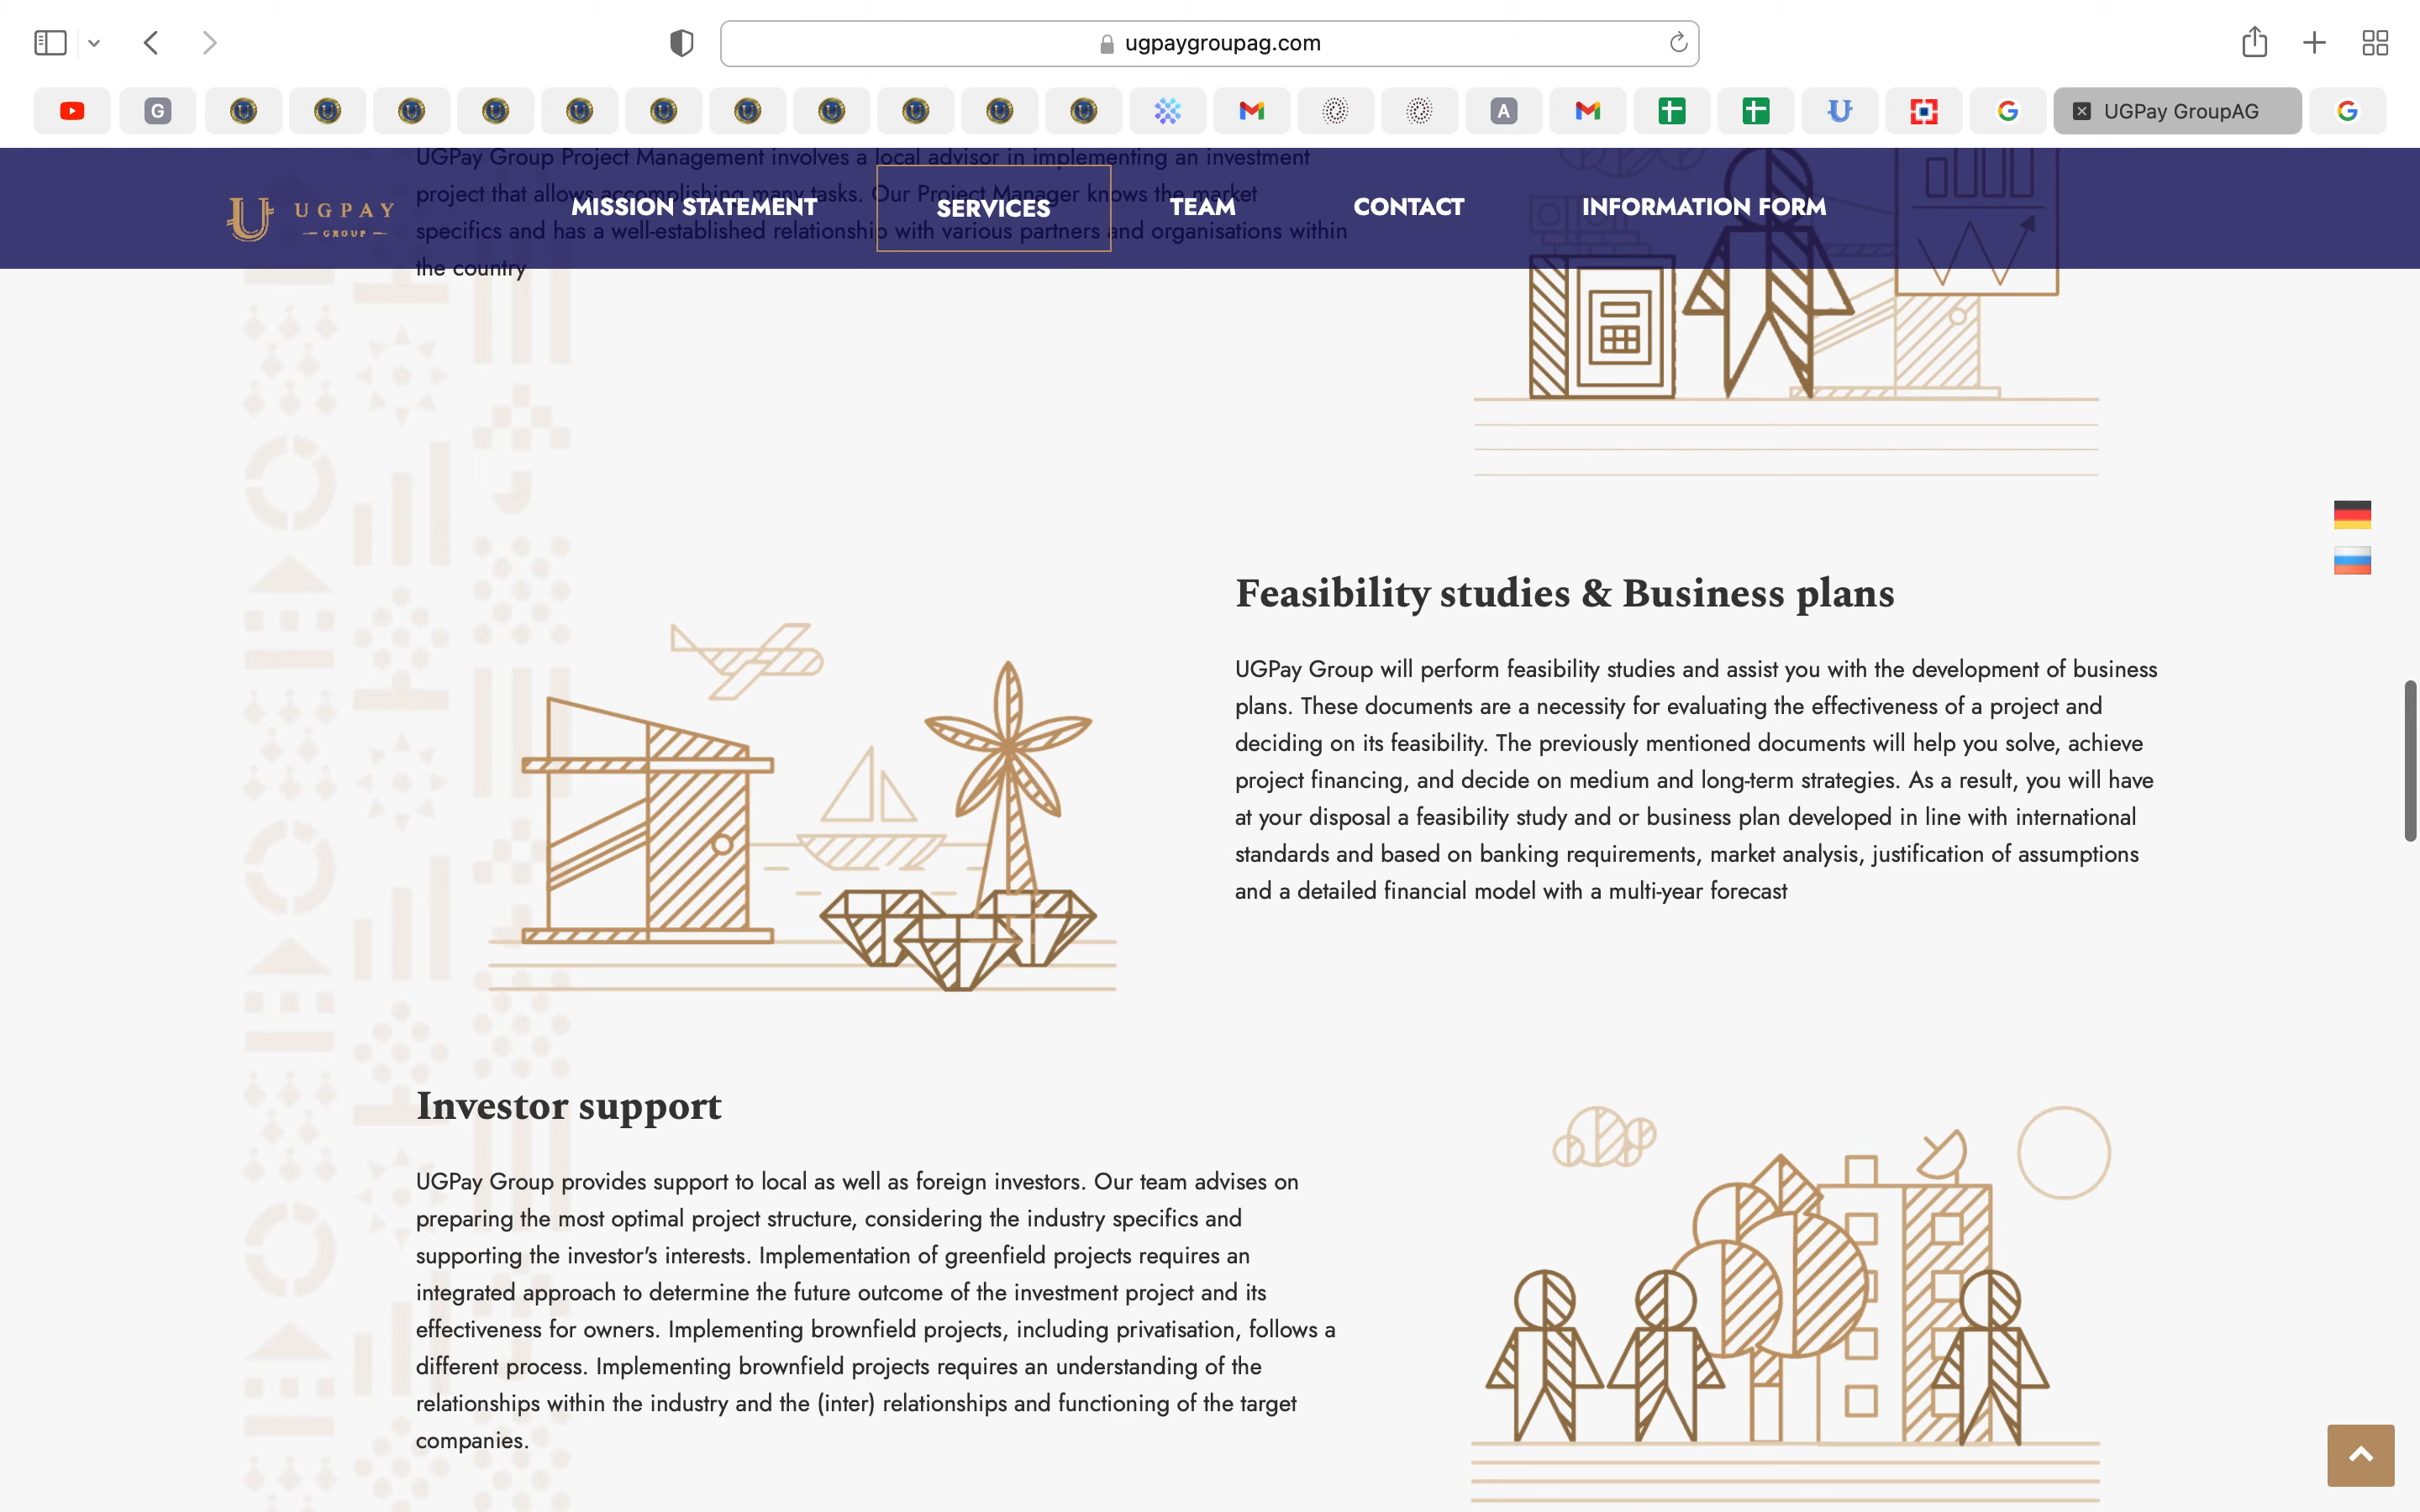 ugpaygroupag.com
G
A
UGPay GroupAG
UGPay Group Project Management involves a local advisor in implementing an investment
project that allows accomplishing many tasks. Our Project Manager knows the market
specifics and has a well-established relationship with various partners and organisations within
the country
UGPAY
GROUP
MISSION STATEMENT
SERVICES
TEAM
CONTACT
INFORMATION FORM
Feasibility studies & Business plans
UGPay Group will perform feasibility studies and assist you with the development of business
plans. These documents are a necessity for evaluating the effectiveness of a project and
deciding on its feasibility. The previously mentioned documents will help you solve, achieve
project financing, and decide on medium and long-term strategies. As a result, you will have
at your disposal a feasibility study and or business plan developed in line with international
standards and based on banking requirements, market analysis, justification of assumptions
and a detailed financial model with a multi-year forecast
Investor support
UGPay Group provides support to local as well as foreign investors. Our team advises on
preparing the most optimal project structure, considering the industry specifics and
supporting the investor's interests. Implementation of greenfield projects requires an
integrated approach to determine the future outcome of the investment project and its
effectiveness for owners. Implementing brownfield projects, including privatisation, follows a
different process. Implementing brownfield projects requires an understanding of the
relationships within the industry and the (inter) relationships and functioning of the target
companies.